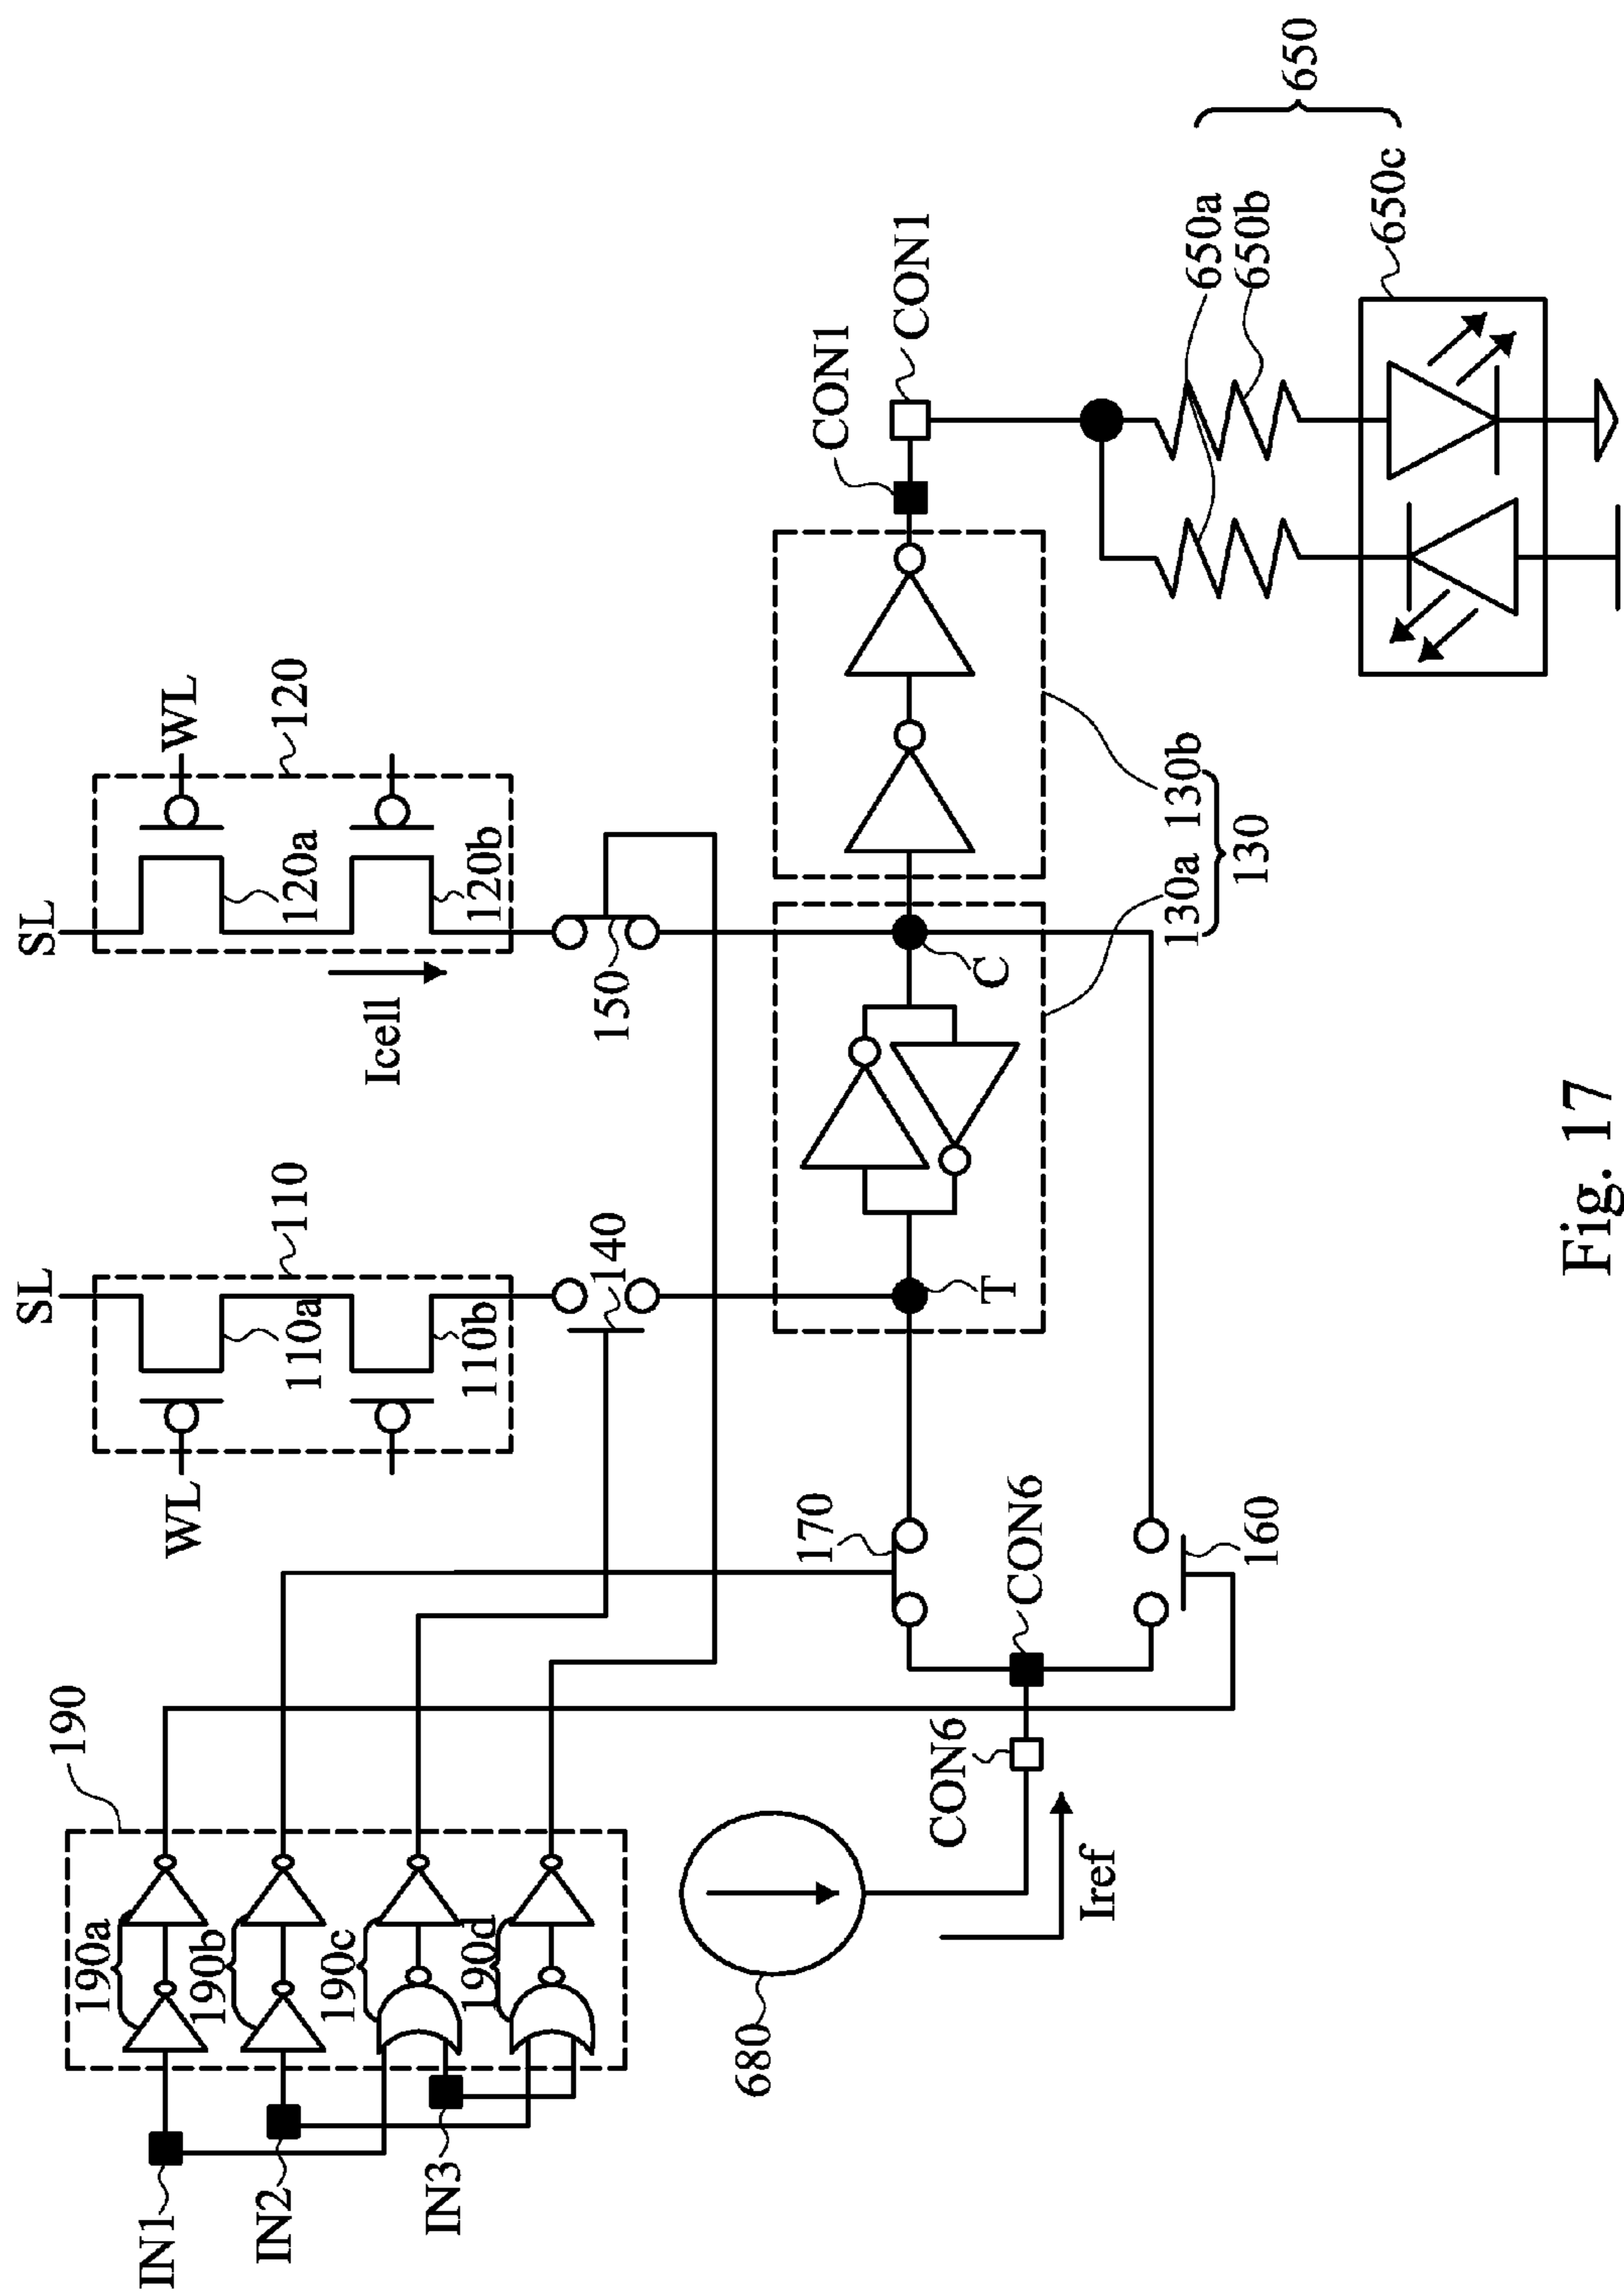 SL
SL
WL
WL
110
120
110a
110b
120a
120b
Icell
140
150
190
190a
190b
190c
190d
IN1
IN2
IN3
170
160
T
C
CON1
CON1
130a
130b
130
650a
650b
650c
650
680
CON6
CON6
Iref
Fig. 17